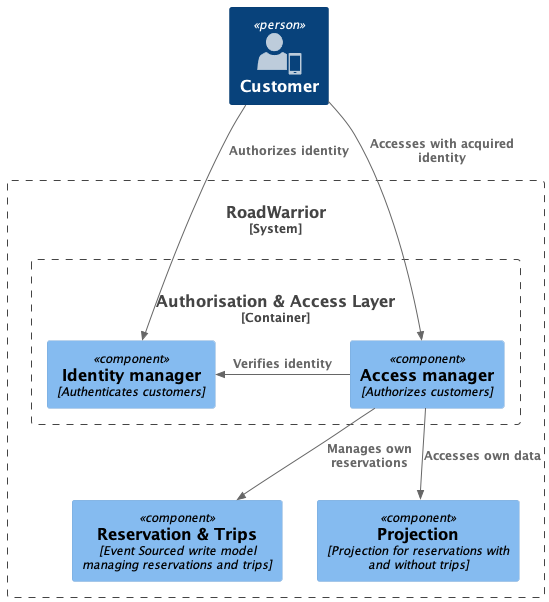 «person»
Customer
Authorizes identity
Accesses with acquired
identity
RoadWarrior
[System]
Authorisation & Access Layer
[Container]
«component»
Identity manager
[Authenticates customers]
Verifies identity
«component»
Access manager
[Authorizes customers]
Manages own
reservations
Accesses own data
«component»
Reservation & Trips
[Event Sourced write model
managing reservations and trips]
«component»
Projection
[Projection for reservations with
and without trips]